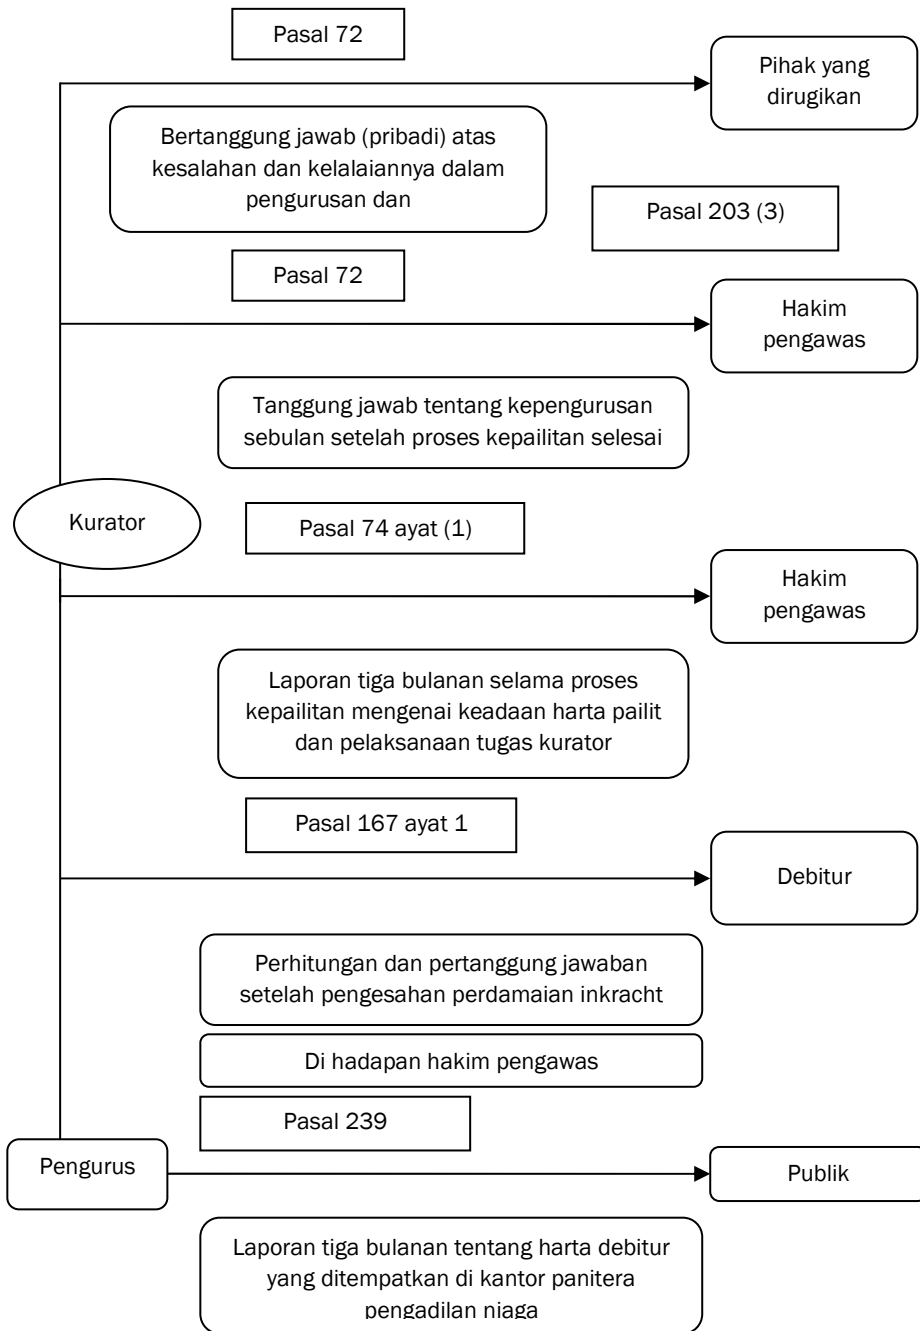 Pasal 72
Pihak yang
dirugikan
Bertanggung jawab (pribadi) atas
kesalahan dan kelalaiannya dalam
pengurusan dan
Pasal 203 (3)
Pasal 72
Hakim
pengawas
Tanggung jawab tentang kepengurusan
sebulan setelah proses kepailitan selesai
Kurator
Pasal 74 ayat (1)
Hakim
pengawas
Laporan tiga bulanan selama proses
kepailitan mengenai keadaan harta pailit
dan pelaksanaan tugas kurator
Pasal 167 ayat 1
Debitur
Perhitungan dan pertanggung jawaban
setelah pengesahan perdamaian inkracht
Di hadapan hakim pengawas
Pasal 239
Pengurus
Publik
Laporan tiga bulanan tentang harta debitur
yang ditempatkan di kantor panitera
pengadilan niaga